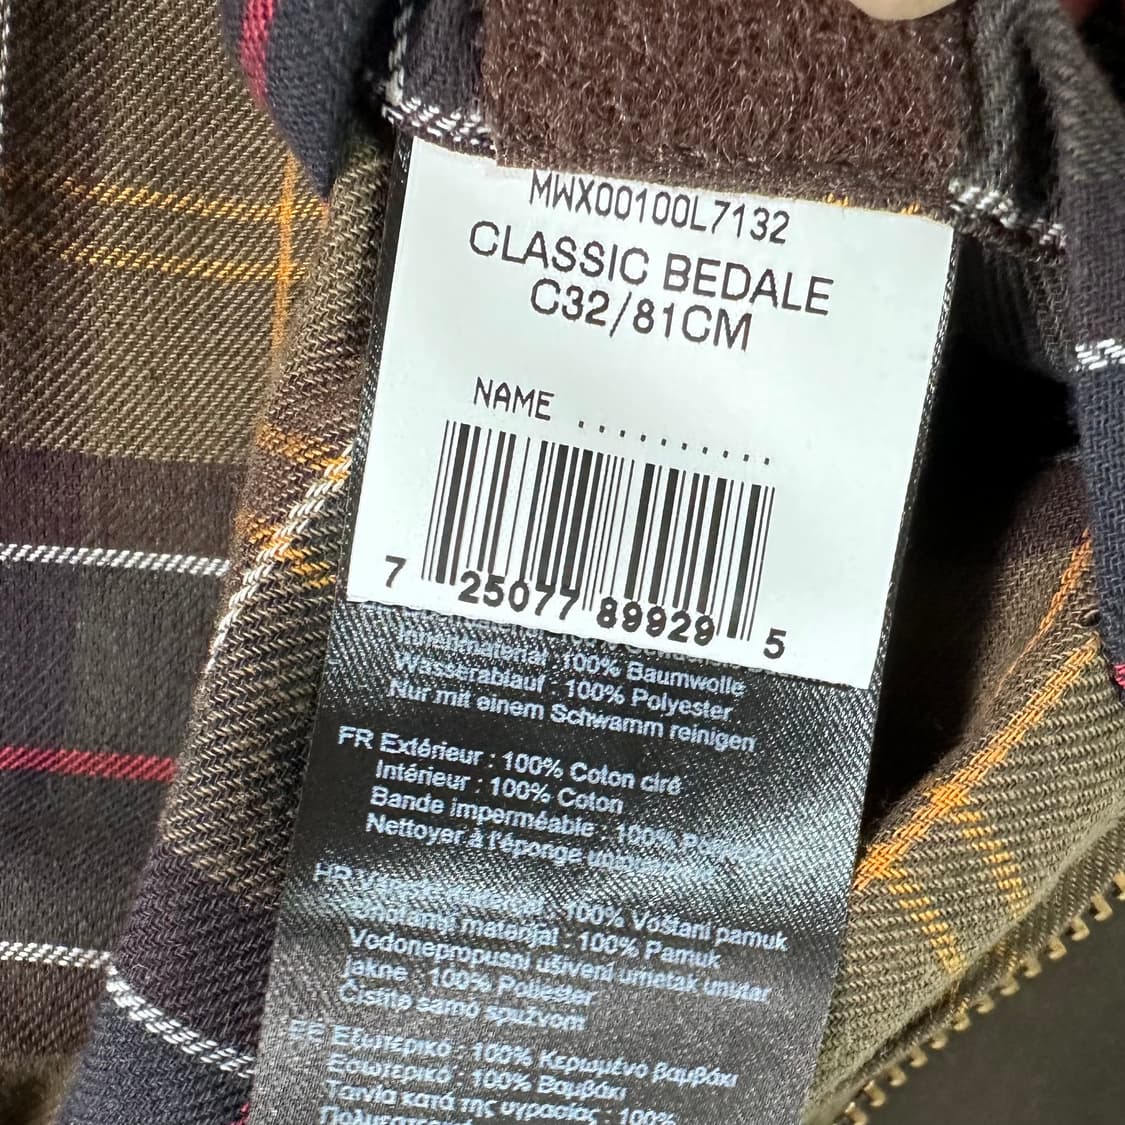 MWX00100L7132
CLASSIC BEDALE
C32/81CM
NAME ..........
7 25077 89929 5
:100% Baumwolle
Wasserablauf : 100% Polyester
Nur mit einem Schwamm reinigen
FR Extérieur : 100% Coton ciré
Intérieur : 100% Coton
Bande imperméable : 100%
Nettoyer à l'éponge
HR : 100% Voštani pamuk
materijal : 100% Pamuk
Vodonepropusni ušiveni umetak unutar
jakne : 100% Poliester
Čistite samo spužvom
Εξωτερικό : 100% Κερωμένο βαμβάκι
Εσωτερικό : 100% Βαμβάκι
Ταινία κατά της υγρασίας : 100%